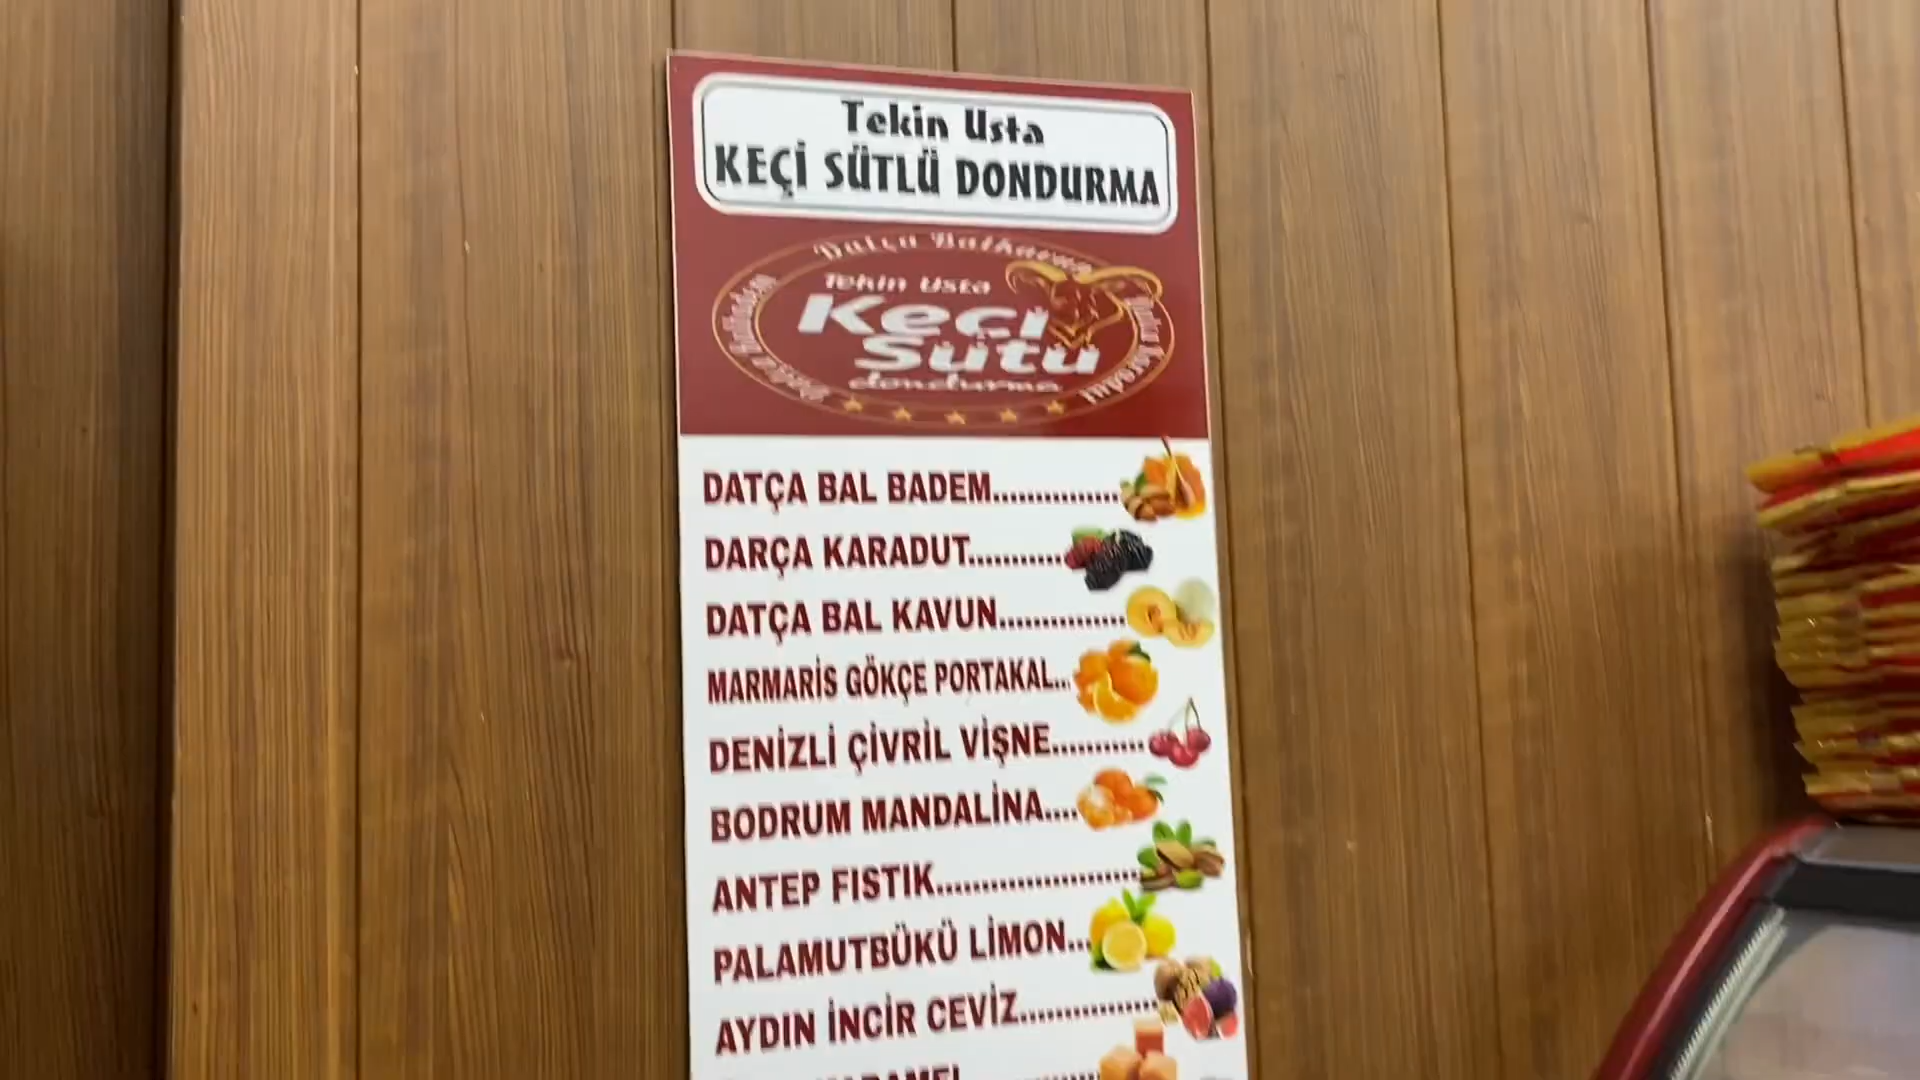 Tekin Usta
KEÇİ SÜTLÜ DONDURMA
Datça Balkavun
Tekin Usta
Keçi
Sütü
dondurma
DATÇA BAL BADEM...............
DARÇA KARADUT...........
DATÇA BAL KAVUN..............
MARMARİS GÖKÇE PORTAKAL...
DENİZLİ ÇİVRİL VİŞNE...........
BODRUM MANDALİNA....
ANTEP FISTIK......................
PALAMUTBÜKÜ LİMON...
AYDIN İNCİR CEVİZ...............